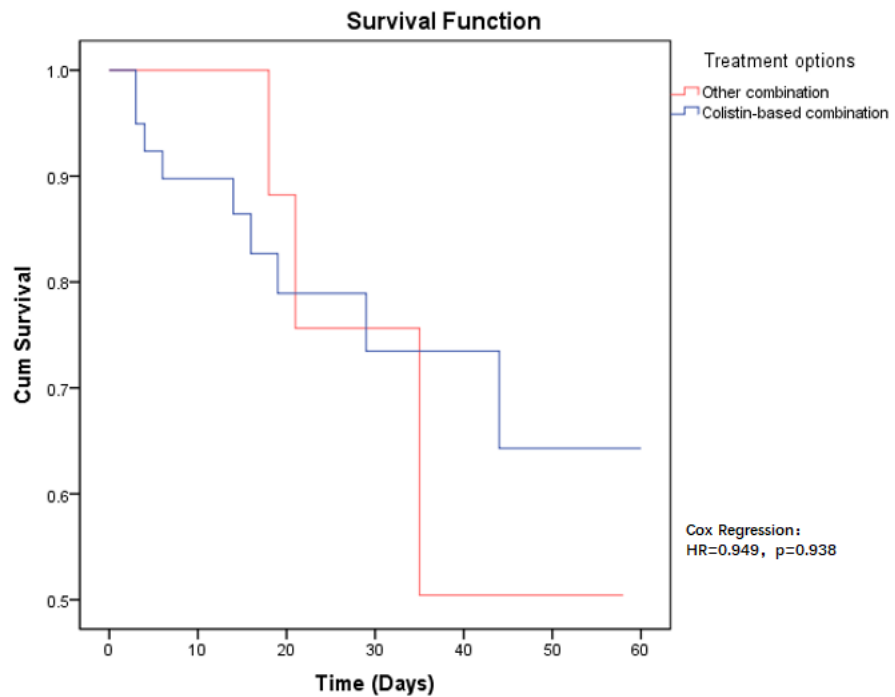 Survival Function
Treatment options
Other combination
Colistin-based combination
Cum Survival
1.0
0.9
0.8
0.7
0.6
0.5
Cox Regression：
HR=0.949，p=0.938
0 10 20 30 40 50 60
Time (Days)